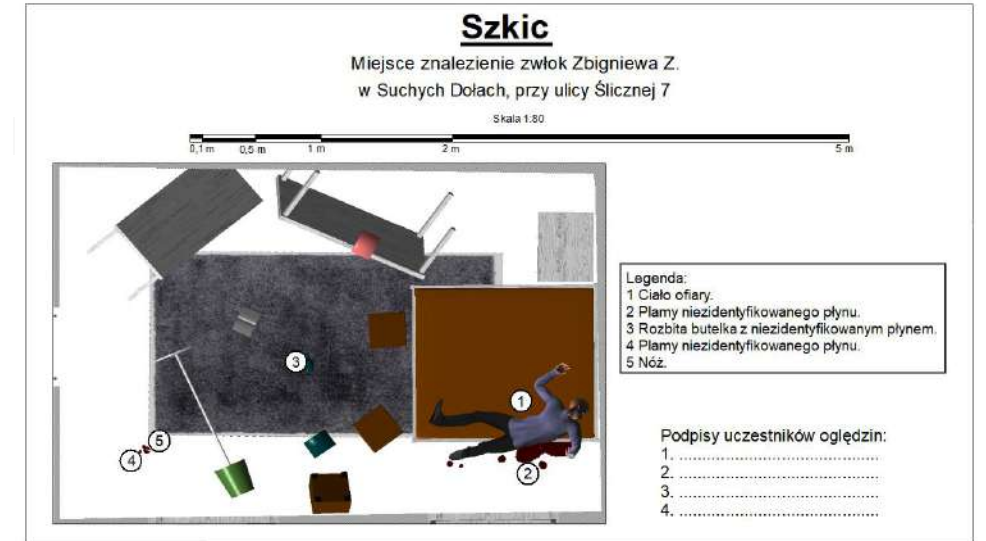 Szkic
Miejsce znalezienie zwłok Zbigniewa Z.
w Suchych Dołach, przy ulicy Ślicznej 7
Skala 1:80
0,1 m 0,5 m 1 m 2 m 5 m
Legenda:
1 Ciało ofiary.
2 Plamy niezidentyfikowanego płynu.
3 Rozbita butelka z niezidentyfikowanym płynem.
4 Plamy niezidentyfikowanego płynu.
5 Nóż.
3
1
5
4
2
Podpisy uczestników oględzin:
1. ................................................
2. ................................................
3. ................................................
4. ................................................